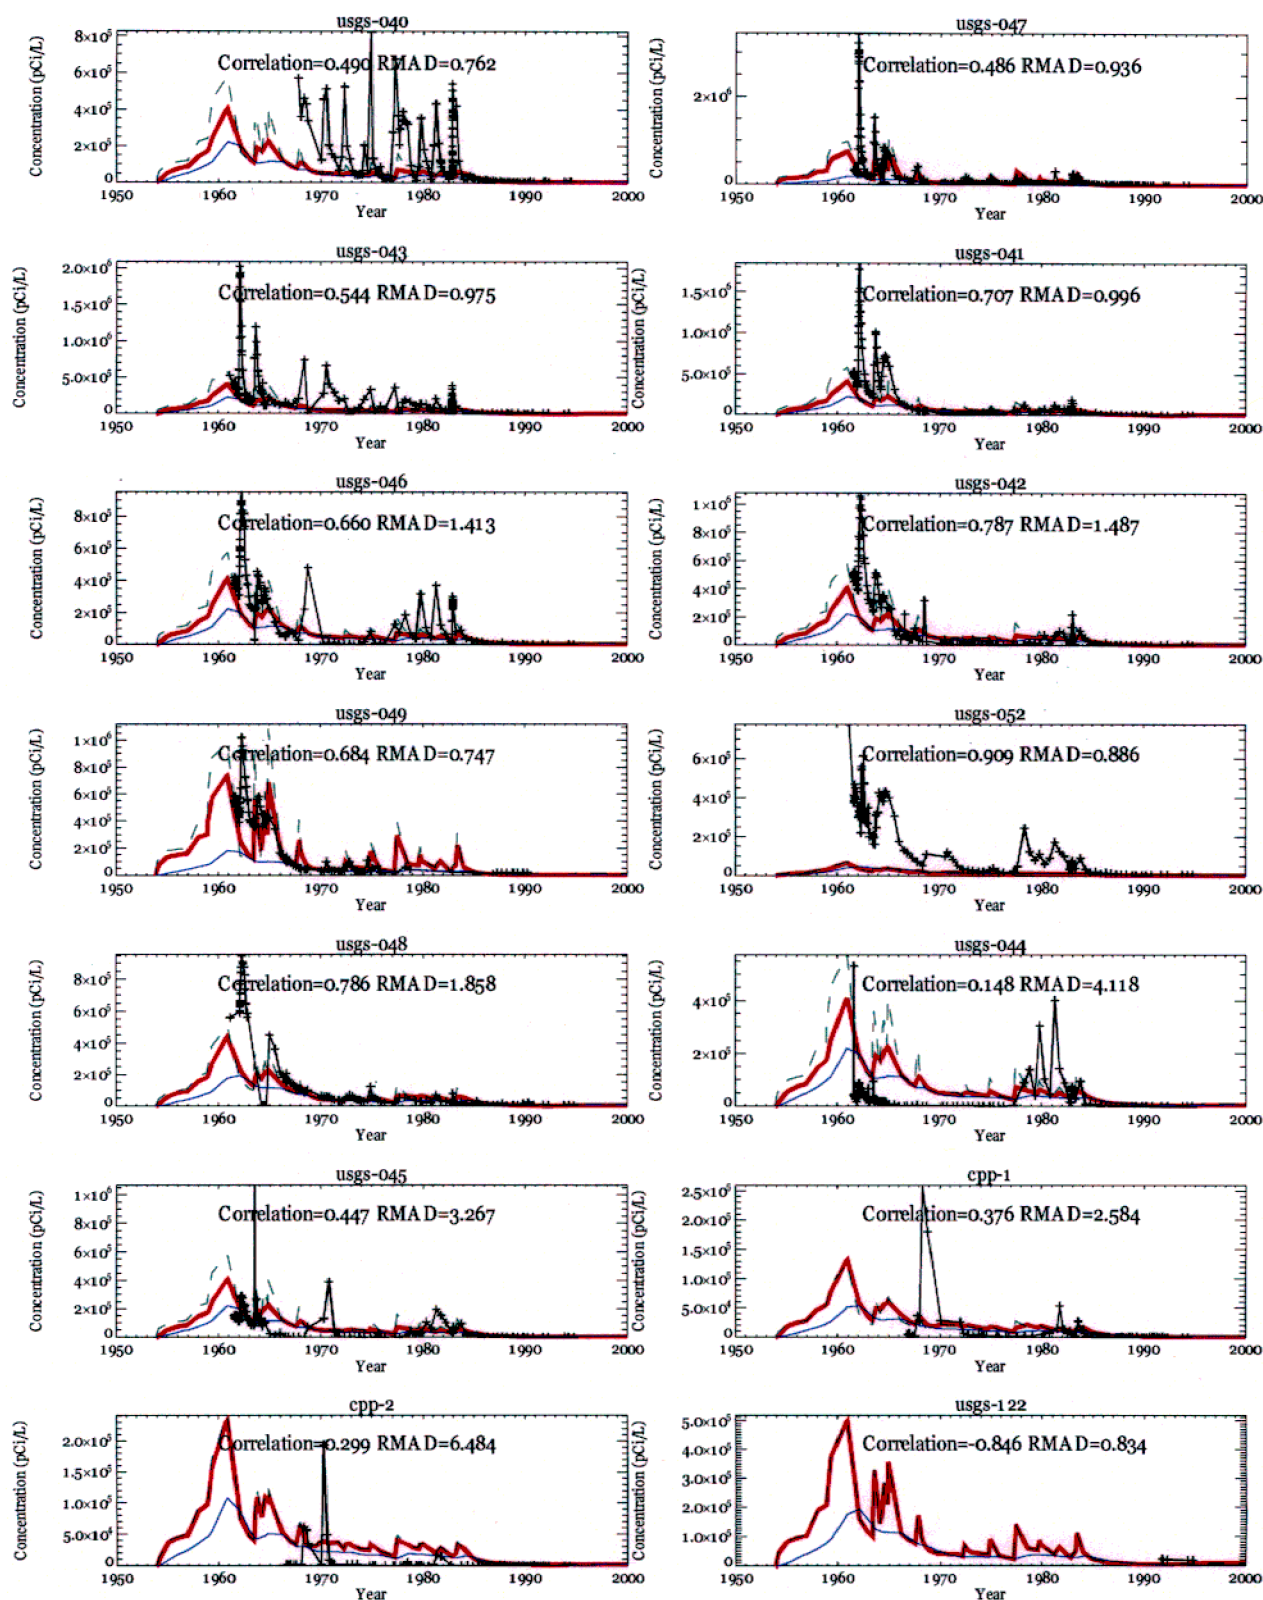 usgs-040
Correlation=0.490 RMAD=0.762
Concentration (pCi/L)
8×10⁵
6×10⁵
4×10⁵
2×10⁵
0
1950 1960 1970 1980 1990 2000
Year
usgs-047
Correlation=0.486 RMAD=0.936
Concentration (pCi/L)
2×10⁶
1×10⁶
0
1950 1960 1970 1980 1990 2000
Year
usgs-043
Correlation=0.544 RMAD=0.975
Concentration (pCi/L)
2.0×10⁶
1.5×10⁶
1.0×10⁶
5.0×10⁵
0
1950 1960 1970 1980 1990 2000
Year
usgs-041
Correlation=0.707 RMAD=0.996
Concentration (pCi/L)
1.5×10⁶
1.0×10⁶
5.0×10⁵
0
1950 1960 1970 1980 1990 2000
Year
usgs-046
Correlation=0.660 RMAD=1.413
Concentration (pCi/L)
8×10⁵
6×10⁵
4×10⁵
2×10⁵
0
1950 1960 1970 1980 1990 2000
Year
usgs-042
Correlation=0.787 RMAD=1.487
Concentration (pCi/L)
1×10⁶
8×10⁵
6×10⁵
4×10⁵
2×10⁵
0
1950 1960 1970 1980 1990 2000
Year
usgs-049
Correlation=0.684 RMAD=0.747
Concentration (pCi/L)
1×10⁶
8×10⁵
6×10⁵
4×10⁵
2×10⁵
0
1950 1960 1970 1980 1990 2000
Year
usgs-052
Correlation=0.909 RMAD=0.886
Concentration (pCi/L)
6×10⁵
4×10⁵
2×10⁵
0
1950 1960 1970 1980 1990 2000
Year
usgs-048
Correlation=0.786 RMAD=1.858
Concentration (pCi/L)
8×10⁵
6×10⁵
4×10⁵
2×10⁵
0
1950 1960 1970 1980 1990 2000
Year
usgs-044
Correlation=0.148 RMAD=4.118
Concentration (pCi/L)
4×10⁵
2×10⁵
0
1950 1960 1970 1980 1990 2000
Year
usgs-045
Correlation=0.447 RMAD=3.267
Concentration (pCi/L)
1×10⁶
8×10⁵
6×10⁵
4×10⁵
2×10⁵
0
1950 1960 1970 1980 1990 2000
Year
cpp-1
Correlation=0.376 RMAD=2.584
Concentration (pCi/L)
2.5×10⁵
2.0×10⁵
1.5×10⁵
1.0×10⁵
5.0×10⁴
0
1950 1960 1970 1980 1990 2000
Year
cpp-2
Correlation=0.299 RMAD=6.484
Concentration (pCi/L)
2.0×10⁵
1.5×10⁵
1.0×10⁵
5.0×10⁴
0
1950 1960 1970 1980 1990 2000
Year
usgs-122
Correlation=-0.846 RMAD=0.834
Concentration (pCi/L)
5.0×10⁵
4.0×10⁵
3.0×10⁵
2.0×10⁵
1.0×10⁵
0
1950 1960 1970 1980 1990 2000
Year